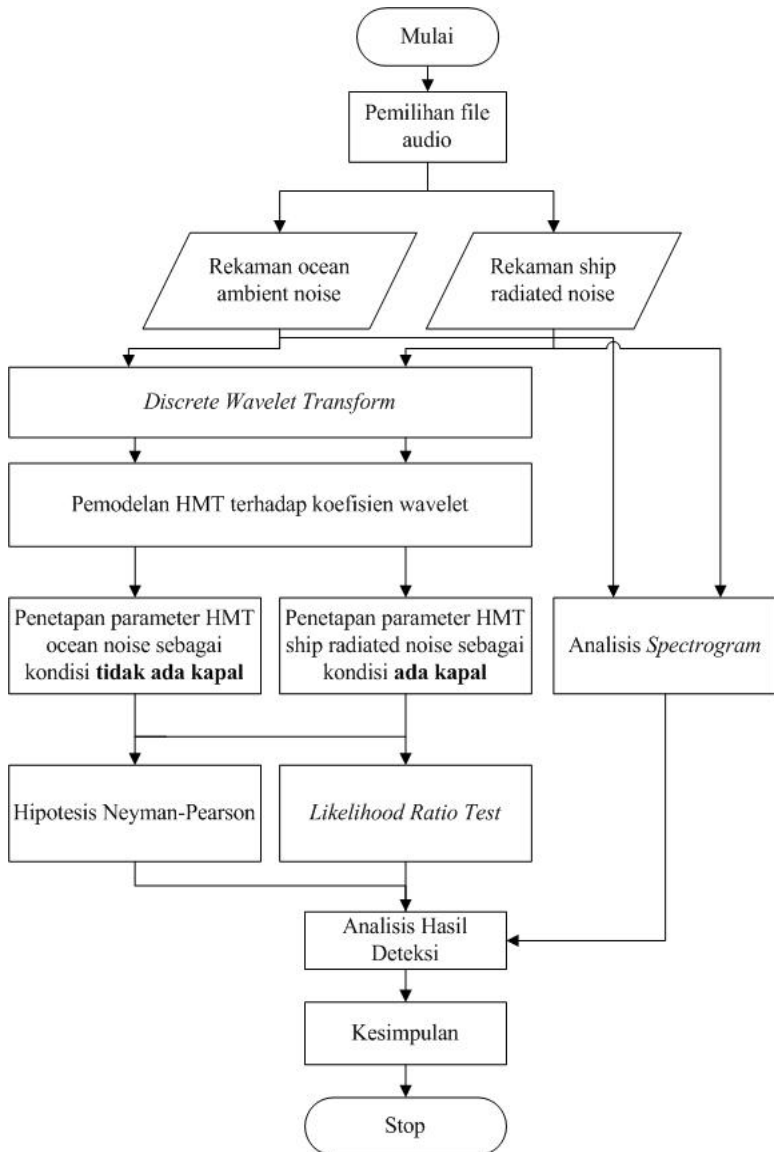 Mulai
Pemilihan file
audio
Rekaman ocean
ambient noise
Rekaman ship
radiated noise
Discrete Wavelet Transform
Pemodelan HMT terhadap koefisien wavelet
Penetapan parameter HMT
ocean noise sebagai
kondisi tidak ada kapal
Penetapan parameter HMT
ship radiated noise sebagai
kondisi ada kapal
Analisis Spectrogram
Hipotesis Neyman-Pearson
Likelihood Ratio Test
Analisis Hasil
Deteksi
Kesimpulan
Stop